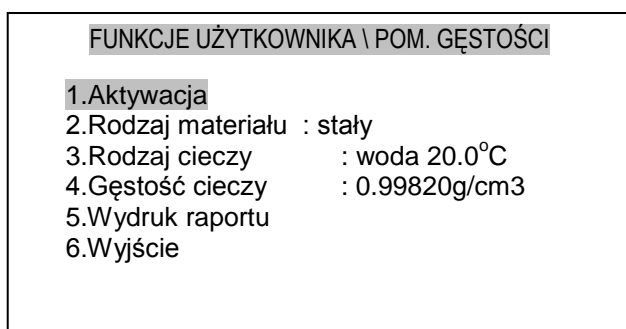 FUNKCJE UŻYTKOWNIKA \ POM. GĘSTOŚCI
1.Aktywacja
2.Rodzaj materiału : stały
3.Rodzaj cieczy : woda 20.0°C
4.Gęstość cieczy : 0.99820g/cm3
5.Wydruk raportu
6.Wyjście